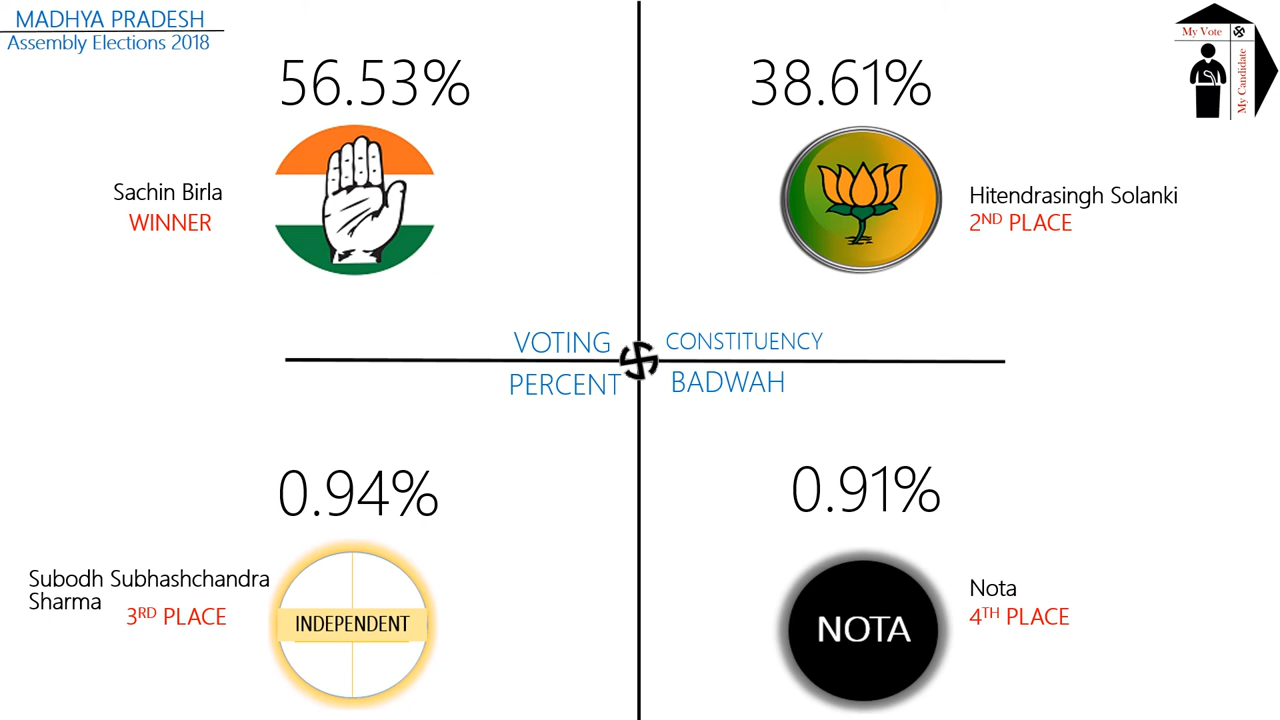 MADHYA PRADESH
Assembly Elections 2018
My Vote
My Candidate
56.53%
Sachin Birla
WINNER
38.61%
Hitendrasingh Solanki
2ND PLACE
VOTING
PERCENT
CONSTITUENCY
BADWAH
0.94%
Subodh Subhashchandra
Sharma
3RD PLACE
INDEPENDENT
0.91%
NOTA
Nota
4TH PLACE